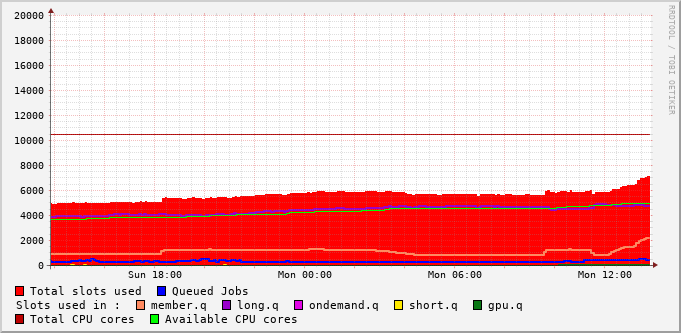 20000
18000
16000
14000
12000
10000
8000
6000
4000
2000
0
Sun 18:00 Mon 00:00 Mon 06:00 Mon 12:00
Total slots used Queued Jobs
Slots used in : member.q long.q ondemand.q short.q gpu.q
Total CPU cores Available CPU cores
RRDTOOL / TOBI OETIKER